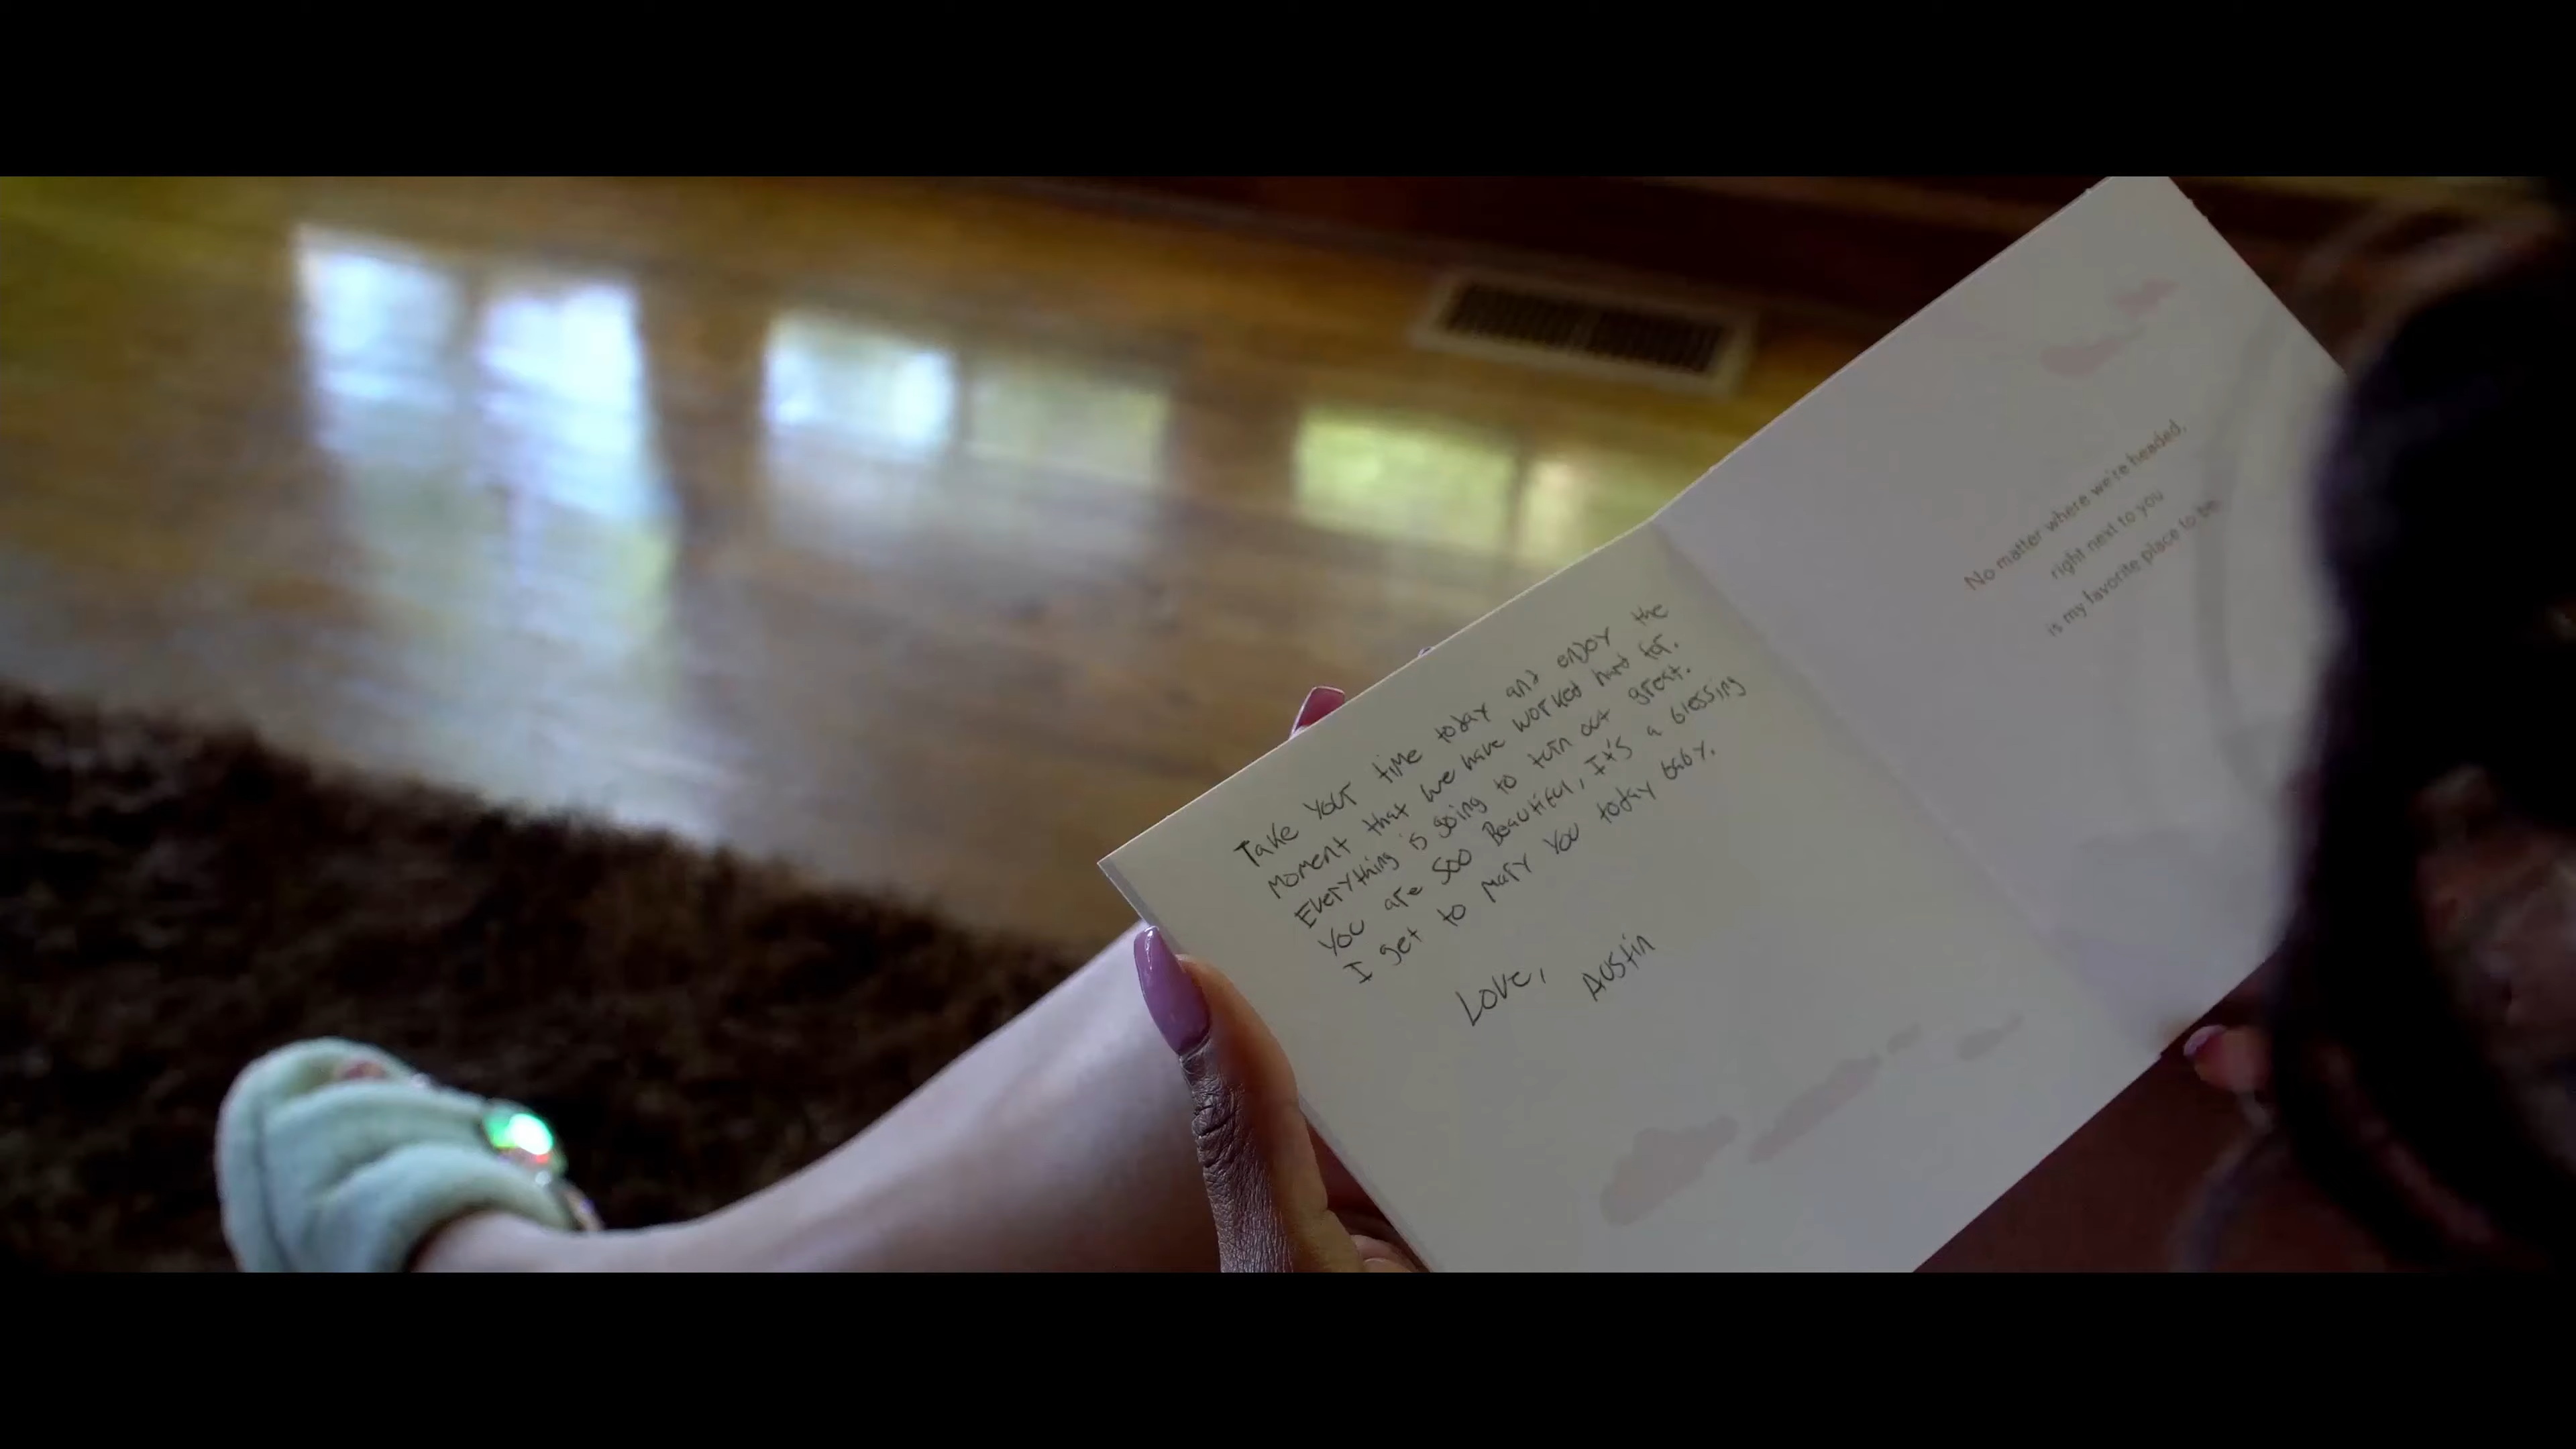 Take your time today and enjoy the
moment that we have worked hard for.
Everything is going to turn out great.
You are soo Beautiful, It's a blessing
I get to mary you today baby.
Love,
Austin
No matter where we're headed,
right next to you
is my favorite place to be.